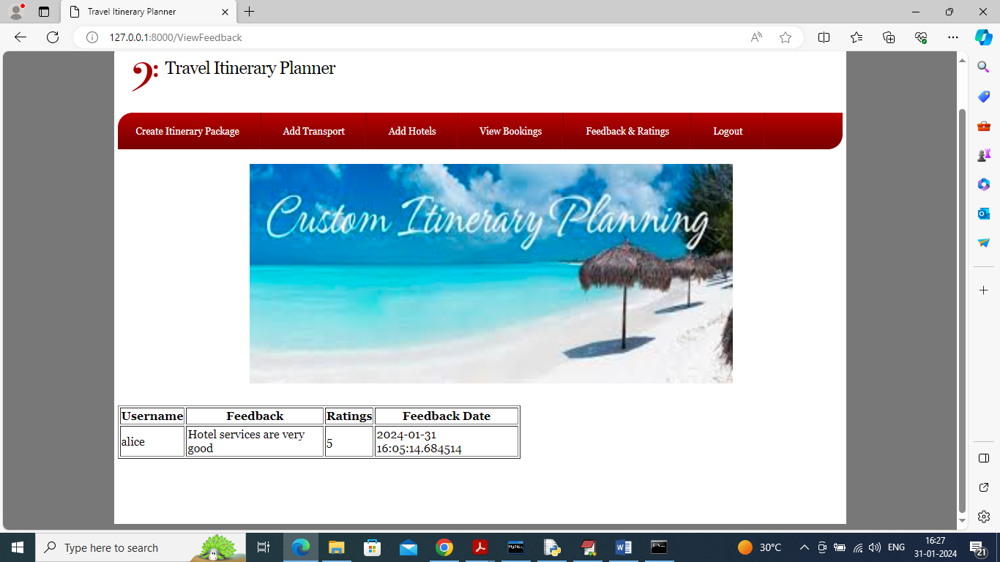 Travel Itinerary Planner
127.0.0.1:8000/ViewFeedback
Travel Itinerary Planner
Create Itinerary Package Add Transport Add Hotels View Bookings Feedback & Ratings Logout
Custom Itinerary Planning
Username Feedback Ratings Feedback Date
alice Hotel services are very good 5 2024-01-31 16:05:14.684514
Type here to search
30°C ENG 16:27
31-01-2024
21